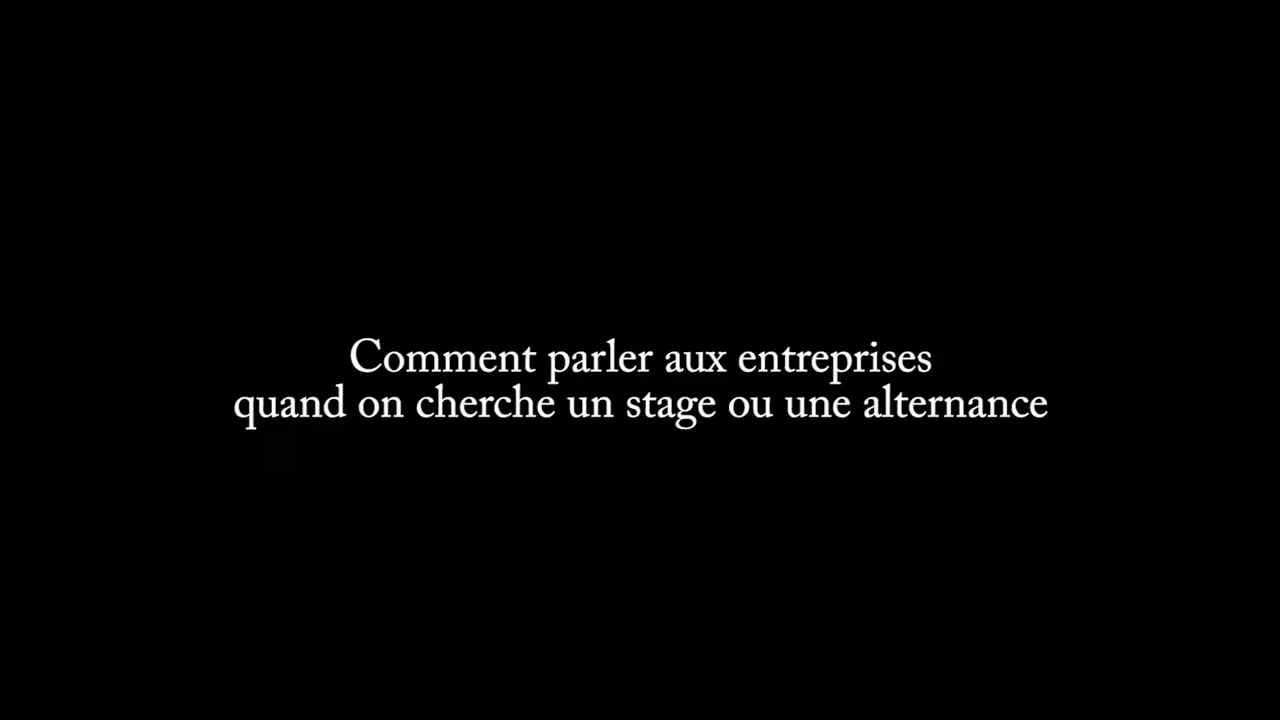 Comment parler aux entreprises
quand on cherche un stage ou une alternance